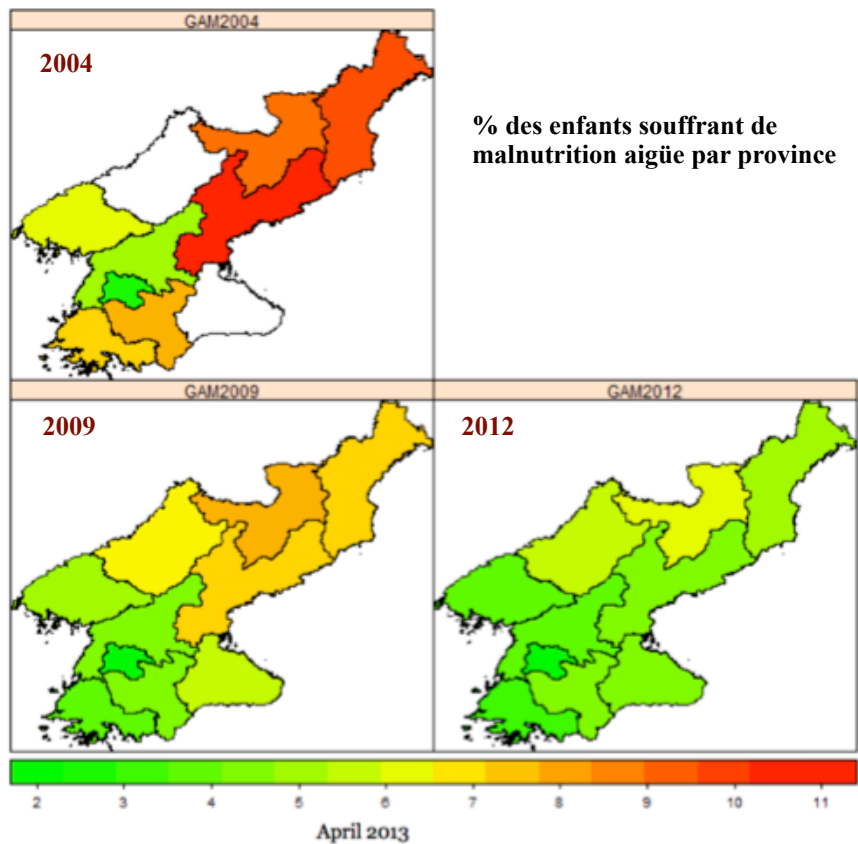 GAM2004
2004
% des enfants souffrant de
malnutrition aigüe par province
GAM2009
GAM2012
2009
2012
2 3 4 5 6 7 8 9 10 11
April 2013